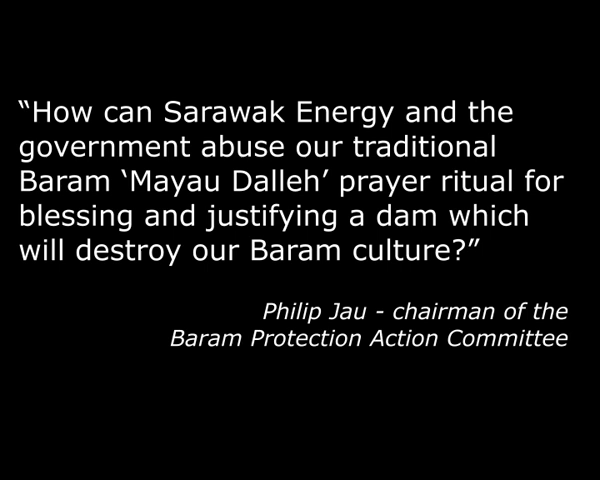 “How can Sarawak Energy and the
government abuse our traditional
Baram ‘Mayau Dalleh’ prayer ritual for
blessing and justifying a dam which
will destroy our Baram culture?”
Philip Jau - chairman of the
Baram Protection Action Committee